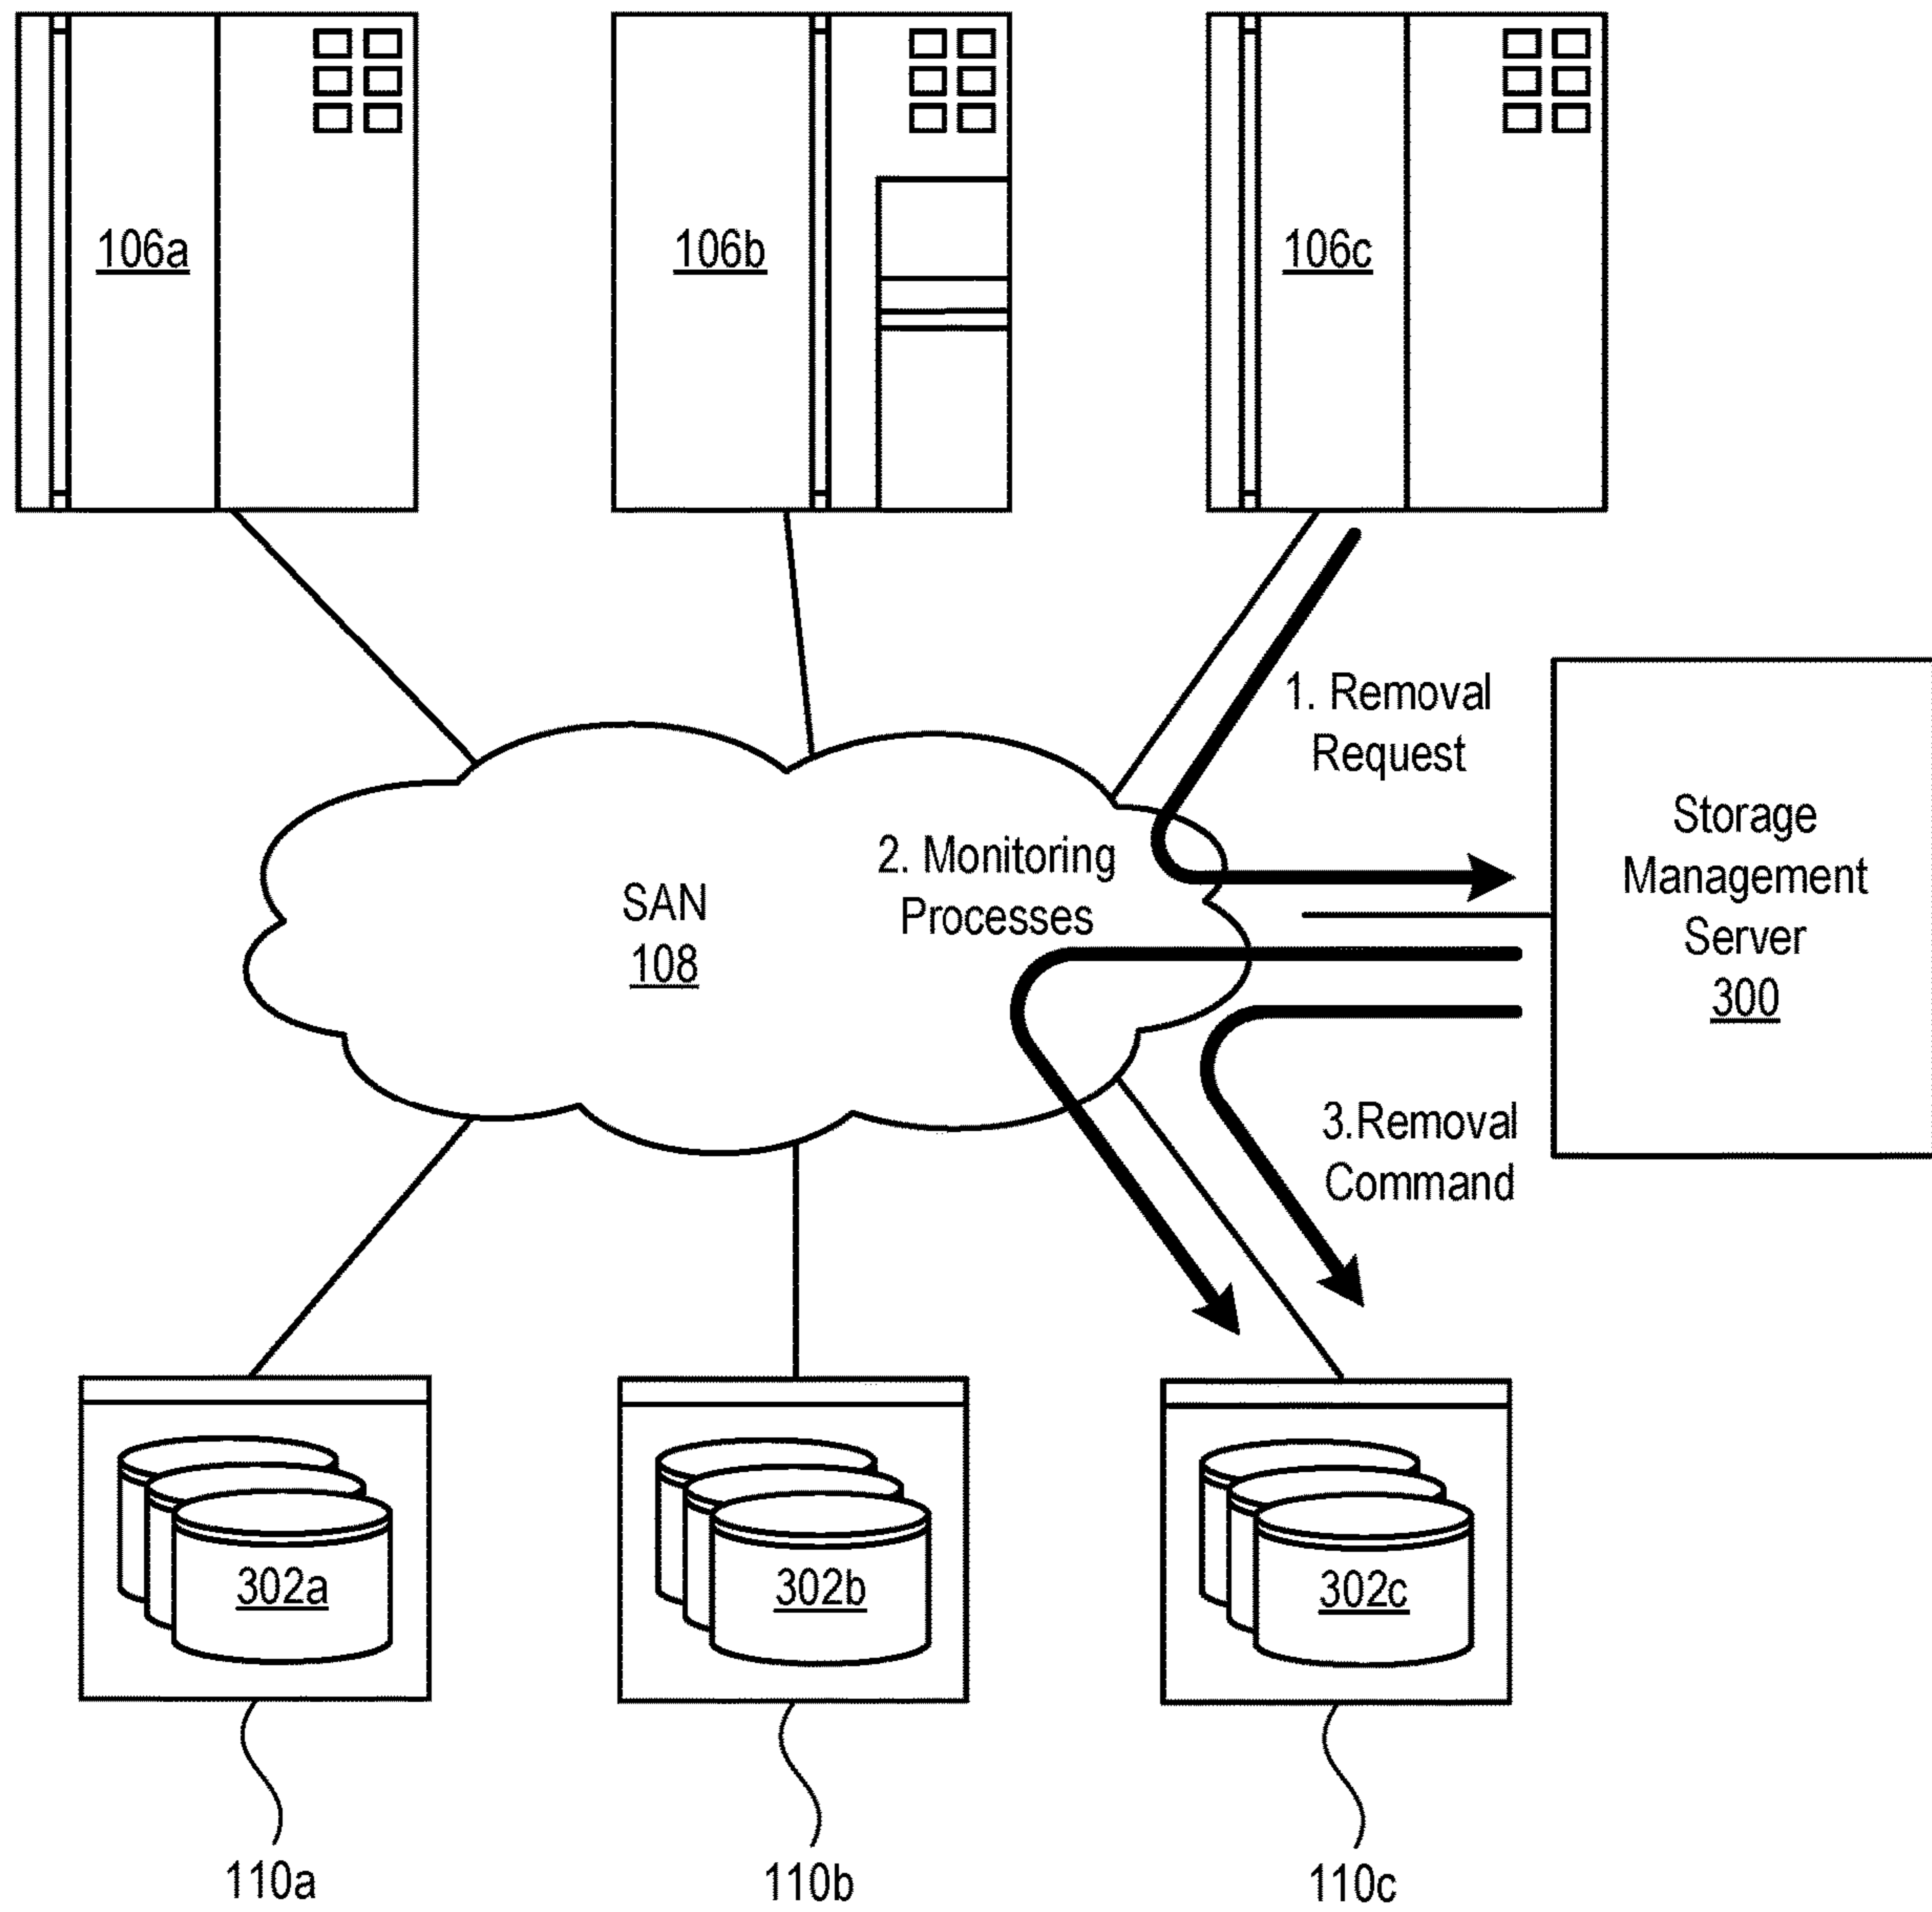 106a
106b
106c
1. Removal
Request
Storage
Management
Server
300
2. Monitoring
Processes
SAN
108
3.Removal
Command
302a
302b
302c
110a
110b
110c